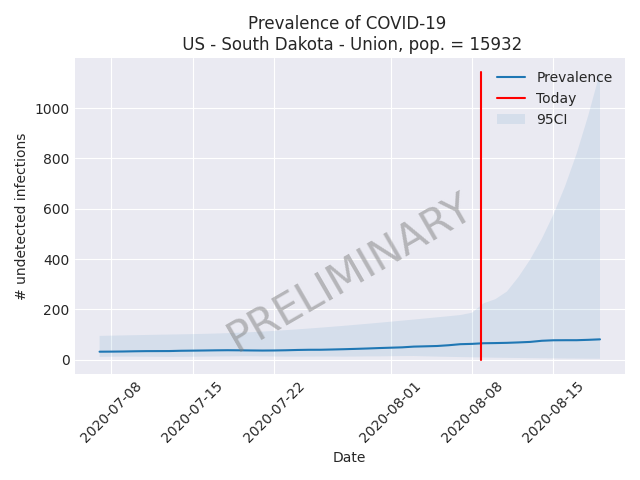 Prevalence of COVID-19
US - South Dakota - Union, pop. = 15932
Prevalence
Today
95CI
1000
800
600
400
200
0
# undetected infections
PRELIMINARY
2020-07-08
2020-07-15
2020-07-22
2020-08-01
2020-08-08
2020-08-15
Date